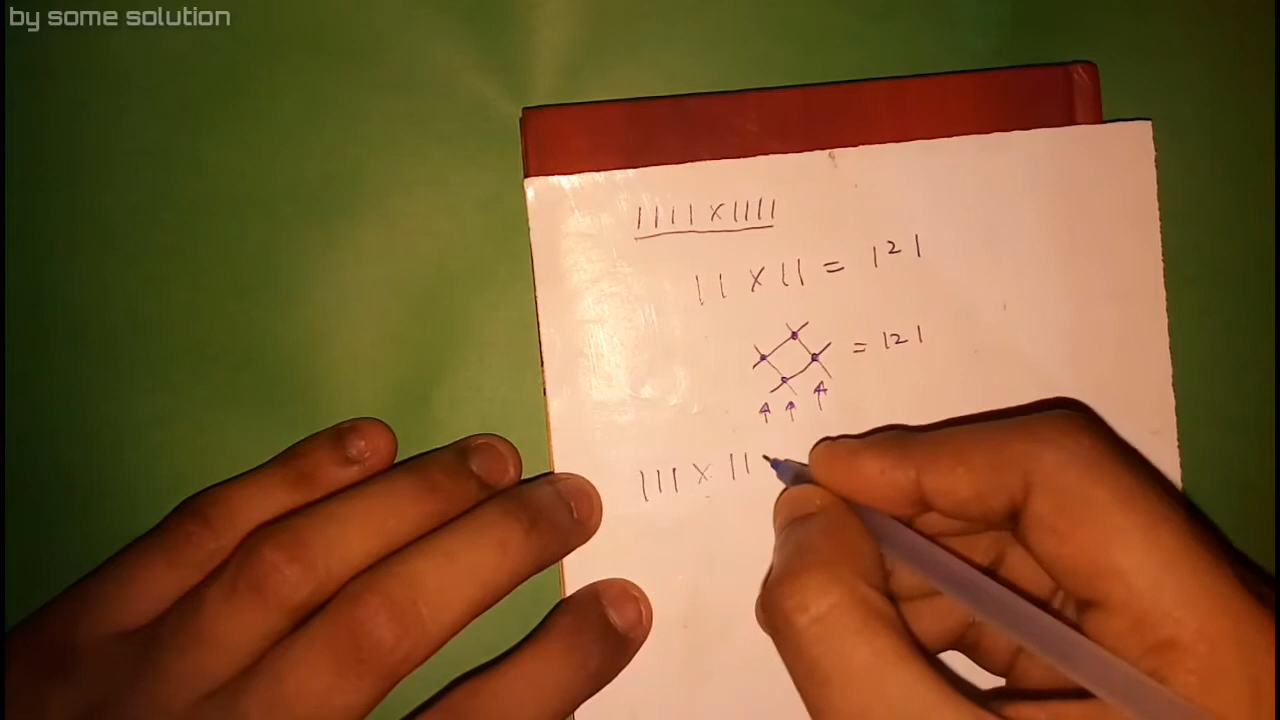 by some solution
1111 x 1111
11 x 11 = 121
= 121
111 x 11